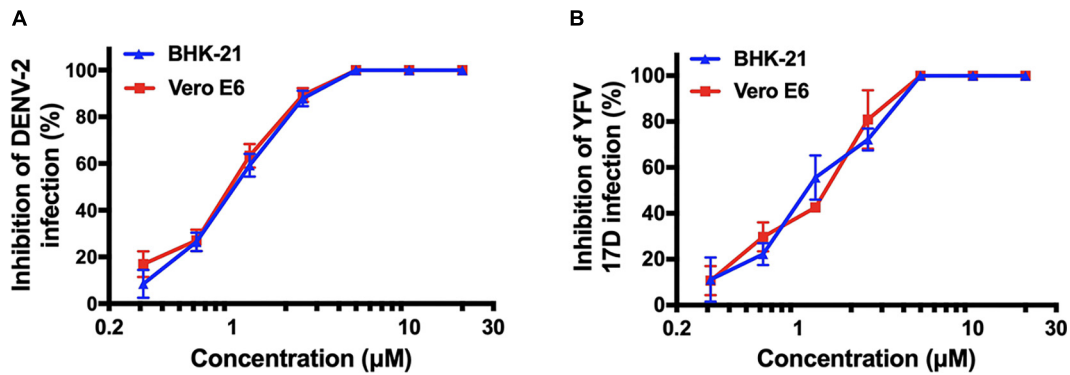 A
BHK-21
Vero E6
Inhibition of DENV-2
infection (%)
100
80
60
40
20
0
0.2
1
10
30
Concentration (μM)
B
BHK-21
Vero E6
Inhibition of YFV
17D infection (%)
100
80
60
40
20
0
0.2
1
10
30
Concentration (μM)